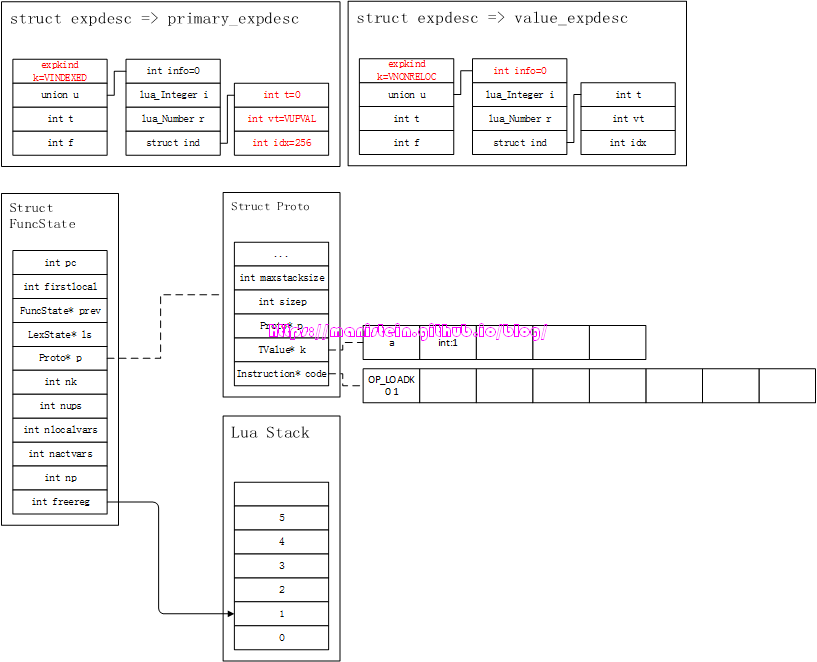 struct expdesc => primary_expdesc
expkind
k=VINDEXED
union u
int t
int f
int info=0
lua_Integer i
lua_Number r
struct ind
int t=0
int vt=VUPVAL
int idx=256
struct expdesc => value_expdesc
expkind
k=VNONRELOC
union u
int t
int f
int info=0
lua_Integer i
lua_Number r
struct ind
int t
int vt
int idx
Struct
FuncState
int pc
int firstlocal
FuncState* prev
LexState* ls
Proto* p
int nk
int nups
int nlocalvars
int nactvars
int np
int freereg
Struct Proto
...
int maxstacksize
int sizep
Proto* p
TValue* k
Instruction* code
https://manistein.github.io/blog/
a
int:1
OP_LOADK
0 1
Lua Stack
5
4
3
2
1
0